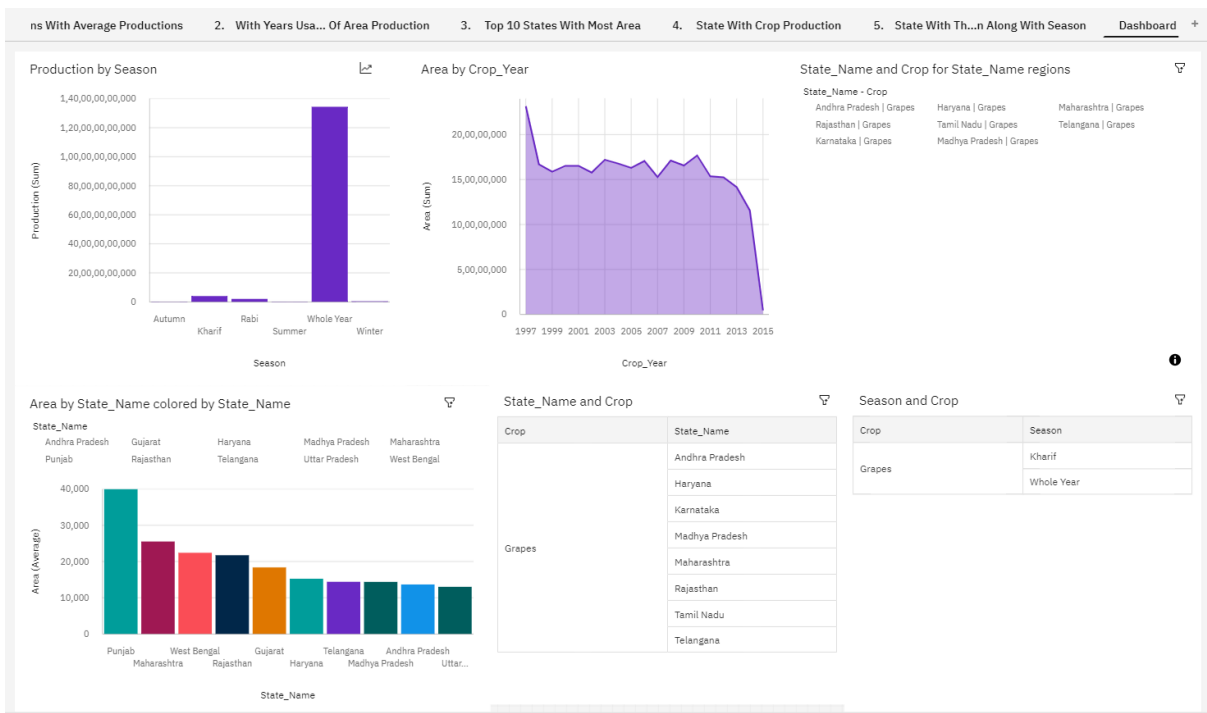 ns With Average Productions 2. With Years Usa... Of Area Production 3. Top 10 States With Most Area 4. State With Crop Production 5. State With Th...n Along With Season Dashboard +
Production by Season
1,40,00,00,00,000
1,20,00,00,00,000
1,00,00,00,00,000
80,00,00,00,000
60,00,00,00,000
40,00,00,00,000
20,00,00,00,000
0
Production (Sum)
Autumn Rabi Whole Year
Kharif Summer Winter
Season
Area by Crop_Year
20,00,00,000
15,00,00,000
10,00,00,000
5,00,00,000
0
Area (Sum)
1997 1999 2001 2003 2005 2007 2009 2011 2013 2015
Crop_Year
State_Name and Crop for State_Name regions
State_Name - Crop
Andhra Pradesh | Grapes Haryana | Grapes Maharashtra | Grapes
Rajasthan | Grapes Tamil Nadu | Grapes Telangana | Grapes
Karnataka | Grapes Madhya Pradesh | Grapes
Area by State_Name colored by State_Name
State_Name
Andhra Pradesh Gujarat Haryana Madhya Pradesh Maharashtra
Punjab Rajasthan Telangana Uttar Pradesh West Bengal
40,000
30,000
20,000
10,000
0
Area (Average)
Punjab West Bengal Gujarat Telangana Andhra Pradesh
Maharashtra Rajasthan Haryana Madhya Pradesh Uttar...
State_Name
State_Name and Crop
Crop State_Name
Andhra Pradesh
Haryana
Karnataka
Madhya Pradesh
Grapes
Maharashtra
Rajasthan
Tamil Nadu
Telangana
Season and Crop
Crop Season
Kharif
Grapes
Whole Year